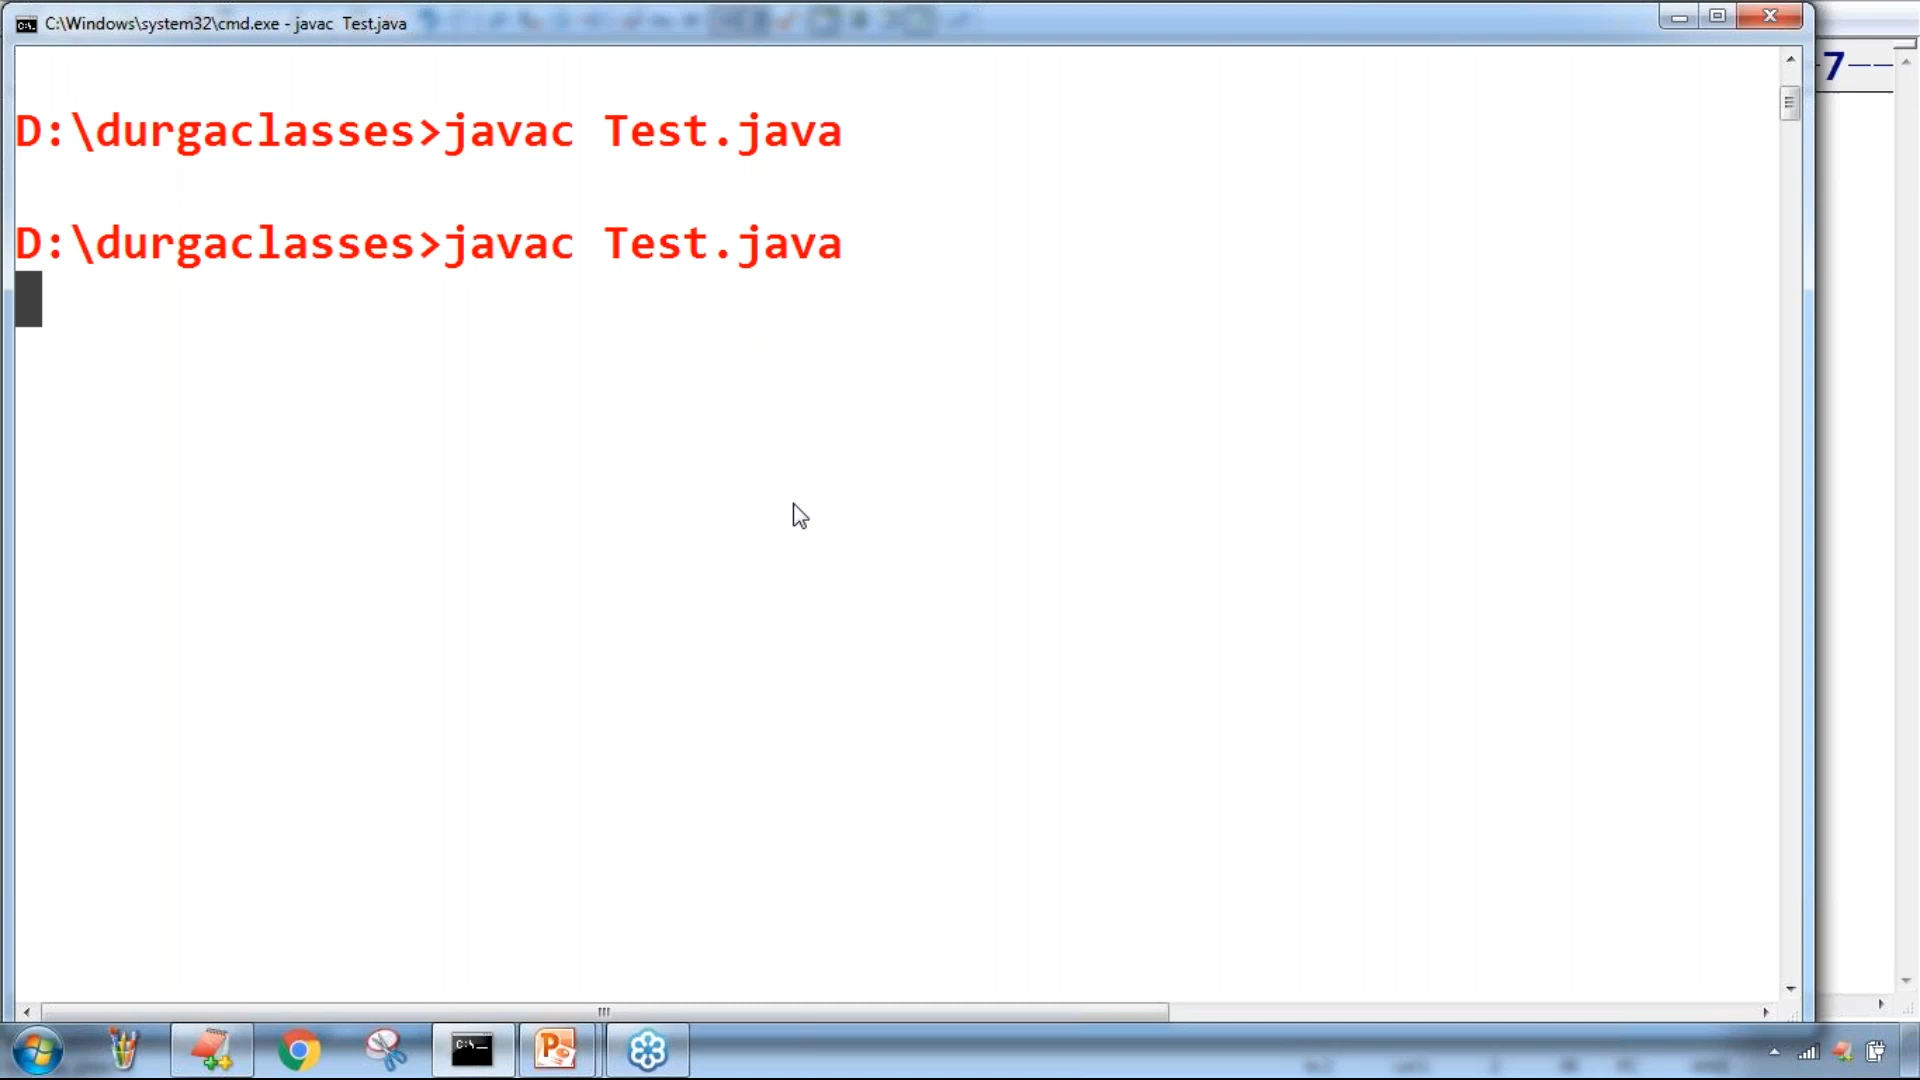 C:\Windows\system32\cmd.exe - javac  Test.java
7
D:\durgaclasses>javac Test.java
D:\durgaclasses>javac Test.java